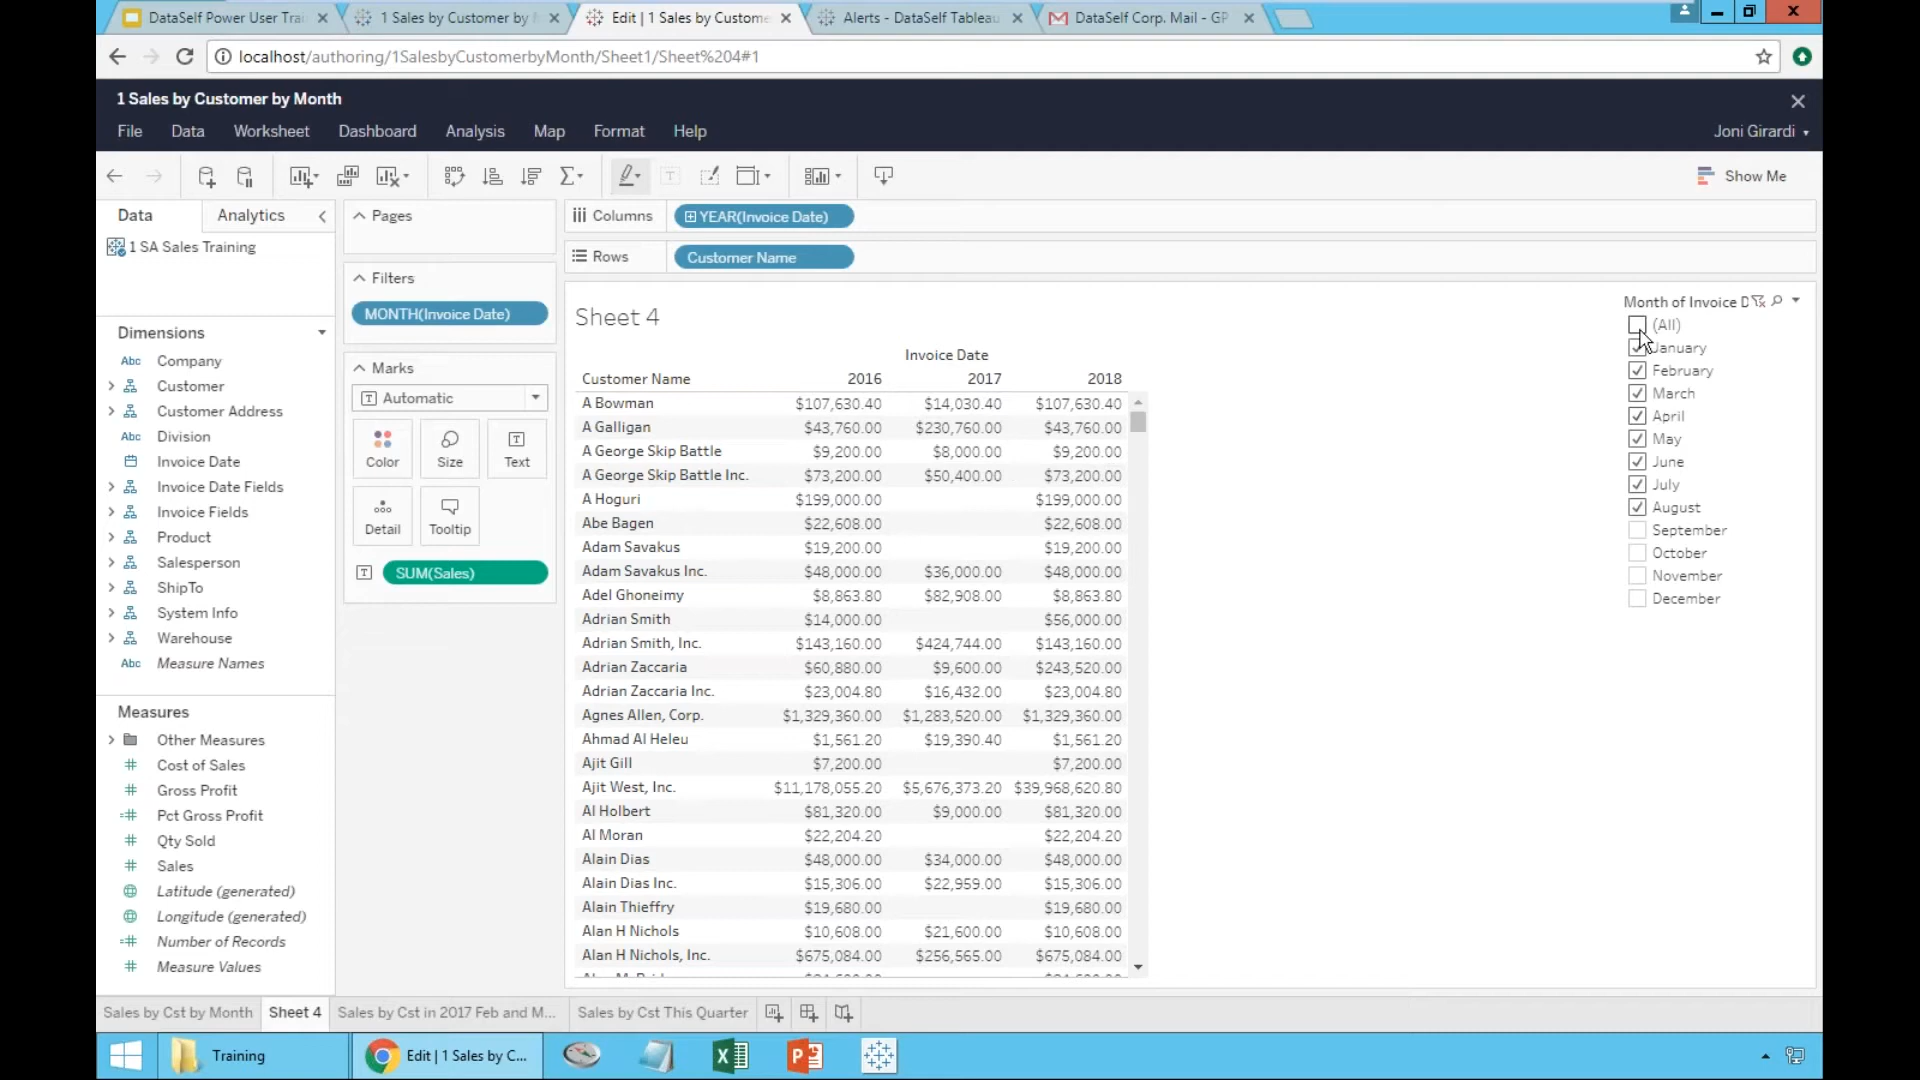 DataSelf Power User Trai
1 Sales by Customer by
Edit | 1 Sales by Custome
Alerts - DataSelf Tableau
DataSelf Corp. Mail - GP
localhost/authoring/1SalesbyCustomerbyMonth/Sheet1/Sheet%204#1
1 Sales by Customer by Month
File Data Worksheet Dashboard Analysis Map Format Help
Joni Girardi
Show Me
Data Analytics
1 SA Sales Training
Dimensions
Abc Company
Customer
Customer Address
Abc Division
Invoice Date
Invoice Date Fields
Invoice Fields
Product
Salesperson
ShipTo
System Info
Warehouse
Abc Measure Names
Measures
Other Measures
Cost of Sales
Gross Profit
Pct Gross Profit
Qty Sold
Sales
Latitude (generated)
Longitude (generated)
Number of Records
Measure Values
Pages
Filters
MONTH(Invoice Date)
Marks
Automatic
Color Size Text
Detail Tooltip
SUM(Sales)
Columns YEAR(Invoice Date)
Rows Customer Name
Sheet 4
Invoice Date
Customer Name 2016 2017 2018
A Bowman $107,630.40 $14,030.40 $107,630.40
A Galligan $43,760.00 $230,760.00 $43,760.00
A George Skip Battle $9,200.00 $8,000.00 $9,200.00
A George Skip Battle Inc. $73,200.00 $50,400.00 $73,200.00
A Hoguri $199,000.00 $199,000.00
Abe Bagen $22,608.00 $22,608.00
Adam Savakus $19,200.00 $19,200.00
Adam Savakus Inc. $48,000.00 $36,000.00 $48,000.00
Adel Ghoneimy $8,863.80 $82,908.00 $8,863.80
Adrian Smith $14,000.00 $56,000.00
Adrian Smith, Inc. $143,160.00 $424,744.00 $143,160.00
Adrian Zaccaria $60,880.00 $9,600.00 $243,520.00
Adrian Zaccaria Inc. $23,004.80 $16,432.00 $23,004.80
Agnes Allen, Corp. $1,329,360.00 $1,283,520.00 $1,329,360.00
Ahmad Al Heleu $1,561.20 $19,390.40 $1,561.20
Ajit Gill $7,200.00 $7,200.00
Ajit West, Inc. $11,178,055.20 $5,676,373.20 $39,968,620.80
Al Holbert $81,320.00 $9,000.00 $81,320.00
Al Moran $22,204.20 $22,204.20
Alain Dias $48,000.00 $34,000.00 $48,000.00
Alain Dias Inc. $15,306.00 $22,959.00 $15,306.00
Alain Thieffry $19,680.00 $19,680.00
Alan H Nichols $10,608.00 $21,600.00 $10,608.00
Alan H Nichols, Inc. $675,084.00 $256,565.00 $675,084.00
Month of Invoice D
(All)
January
February
March
April
May
June
July
August
September
October
November
December
Sales by Cst by Month
Sheet 4
Sales by Cst in 2017 Feb and M...
Sales by Cst This Quarter
Training
Edit | 1 Sales by C...